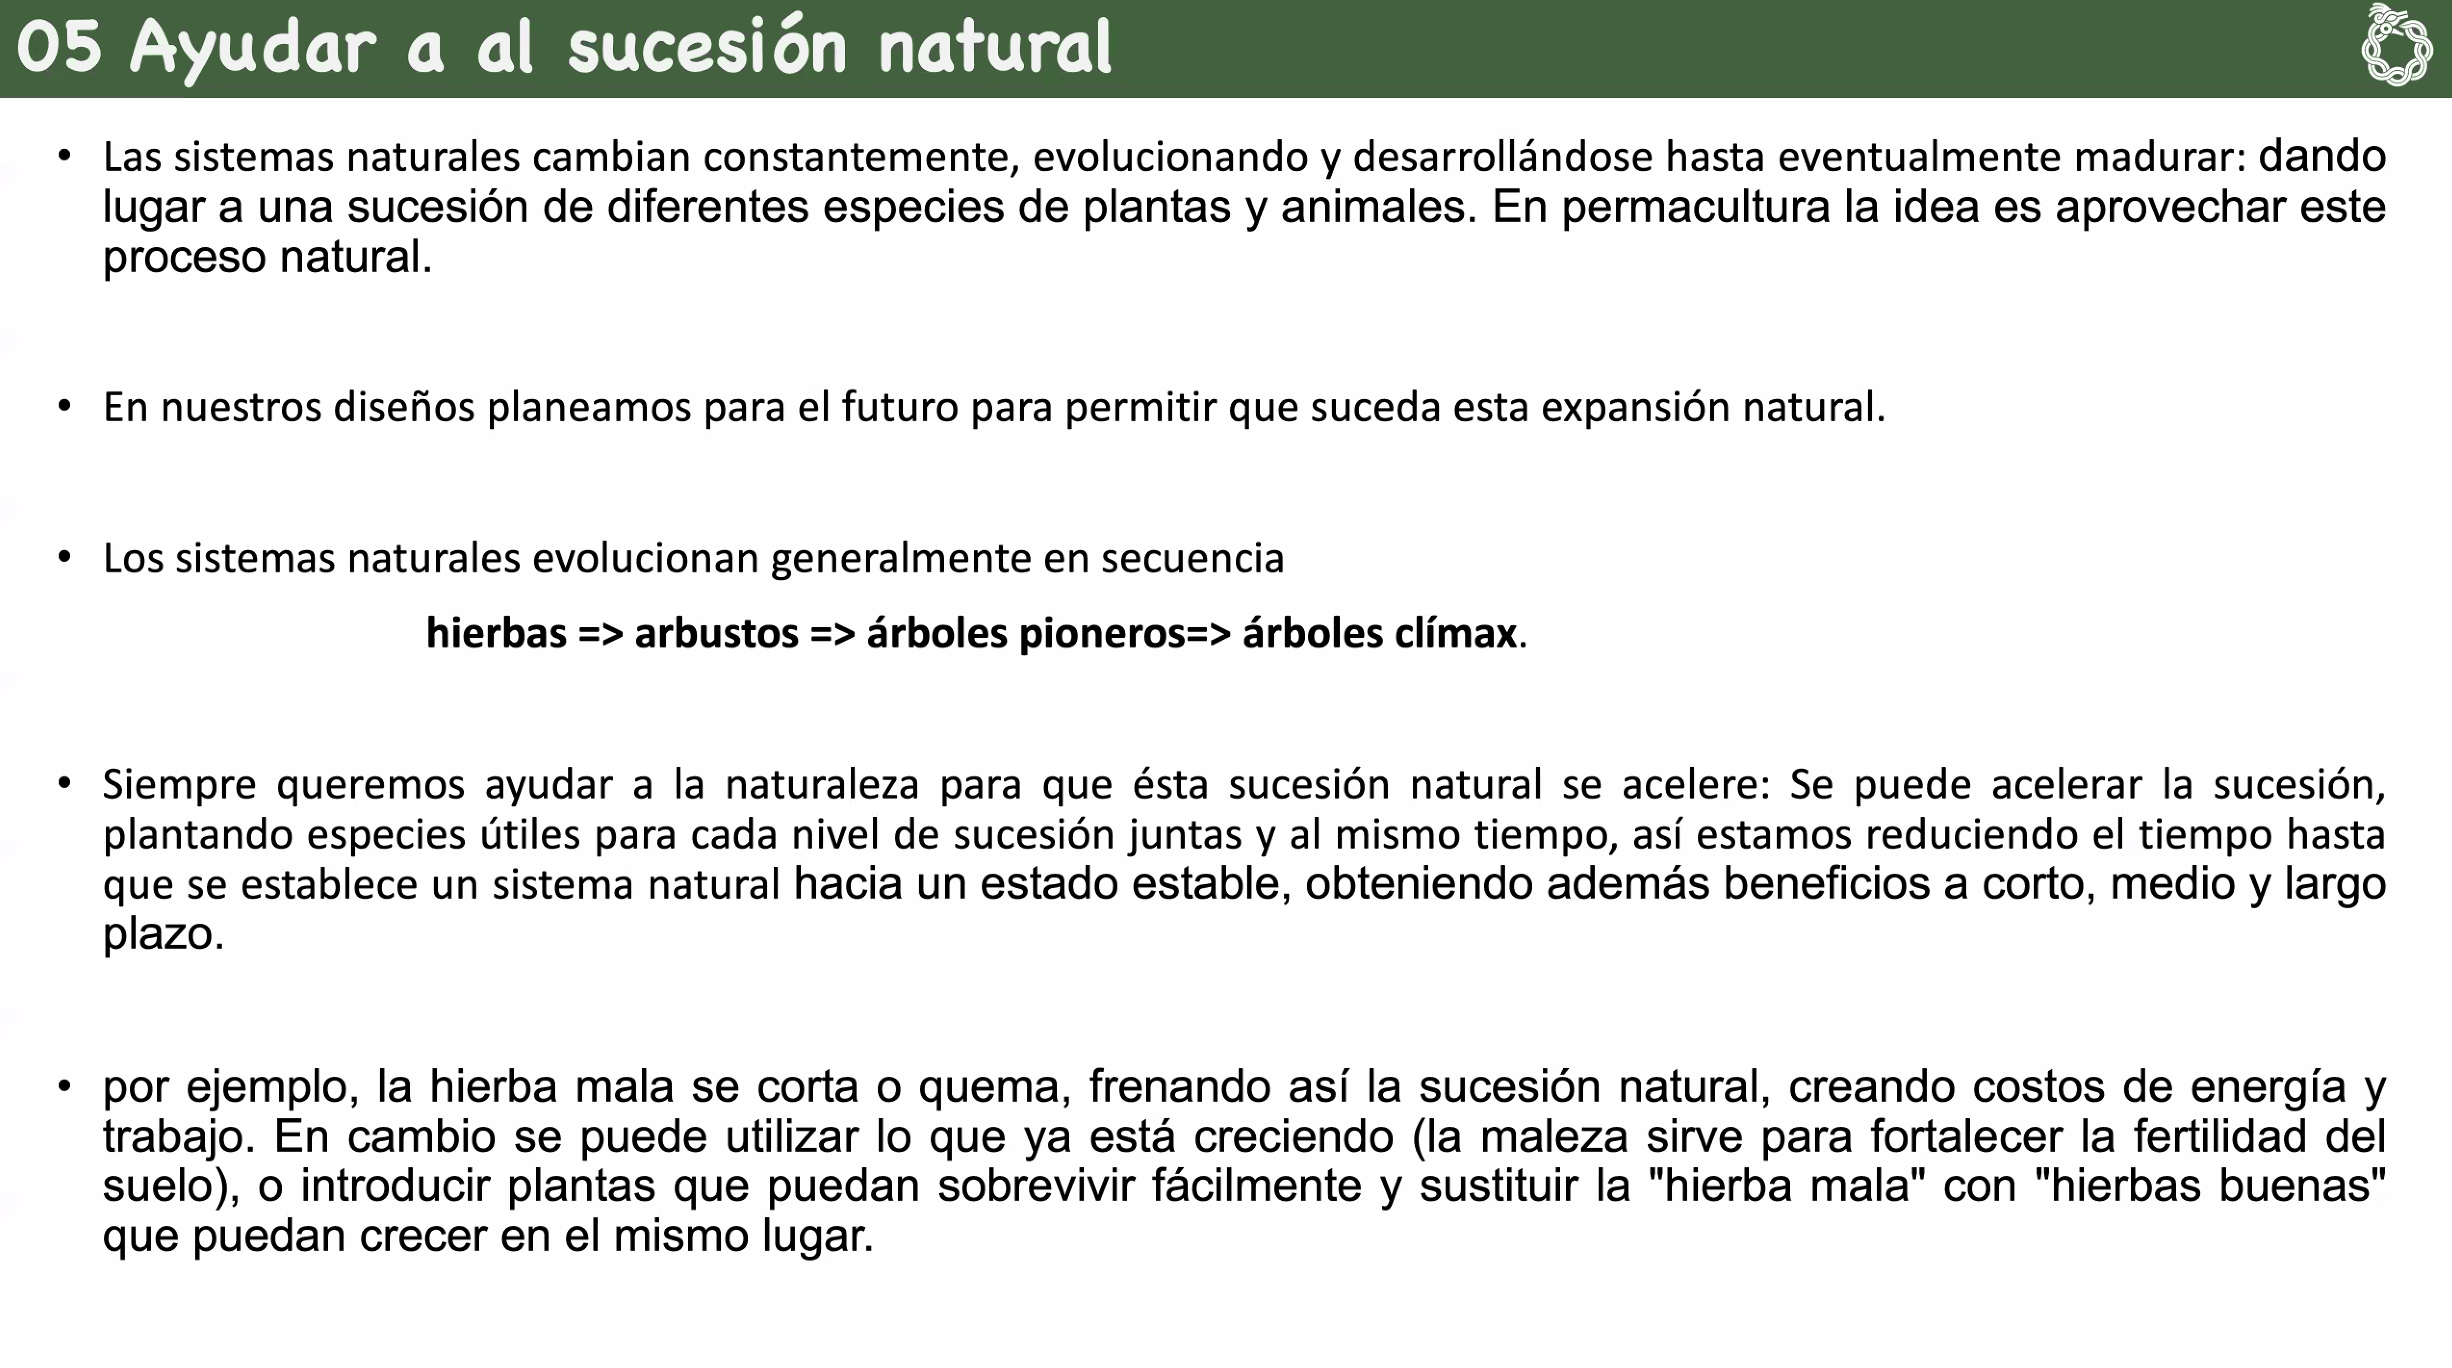 05 Ayudar a al sucesión natural
• Las sistemas naturales cambian constantemente, evolucionando y desarrollándose hasta eventualmente madurar: dando
lugar a una sucesión de diferentes especies de plantas y animales. En permacultura la idea es aprovechar este
proceso natural.
• En nuestros diseños planeamos para el futuro para permitir que suceda esta expansión natural.
• Los sistemas naturales evolucionan generalmente en secuencia
hierbas => arbustos => árboles pioneros=> árboles clímax.
• Siempre queremos ayudar a la naturaleza para que ésta sucesión natural se acelere: Se puede acelerar la sucesión,
plantando especies útiles para cada nivel de sucesión juntas y al mismo tiempo, así estamos reduciendo el tiempo hasta
que se establece un sistema natural hacia un estado estable, obteniendo además beneficios a corto, medio y largo
plazo.
• por ejemplo, la hierba mala se corta o quema, frenando así la sucesión natural, creando costos de energía y
trabajo. En cambio se puede utilizar lo que ya está creciendo (la maleza sirve para fortalecer la fertilidad del
suelo), o introducir plantas que puedan sobrevivir fácilmente y sustituir la "hierba mala" con "hierbas buenas"
que puedan crecer en el mismo lugar.